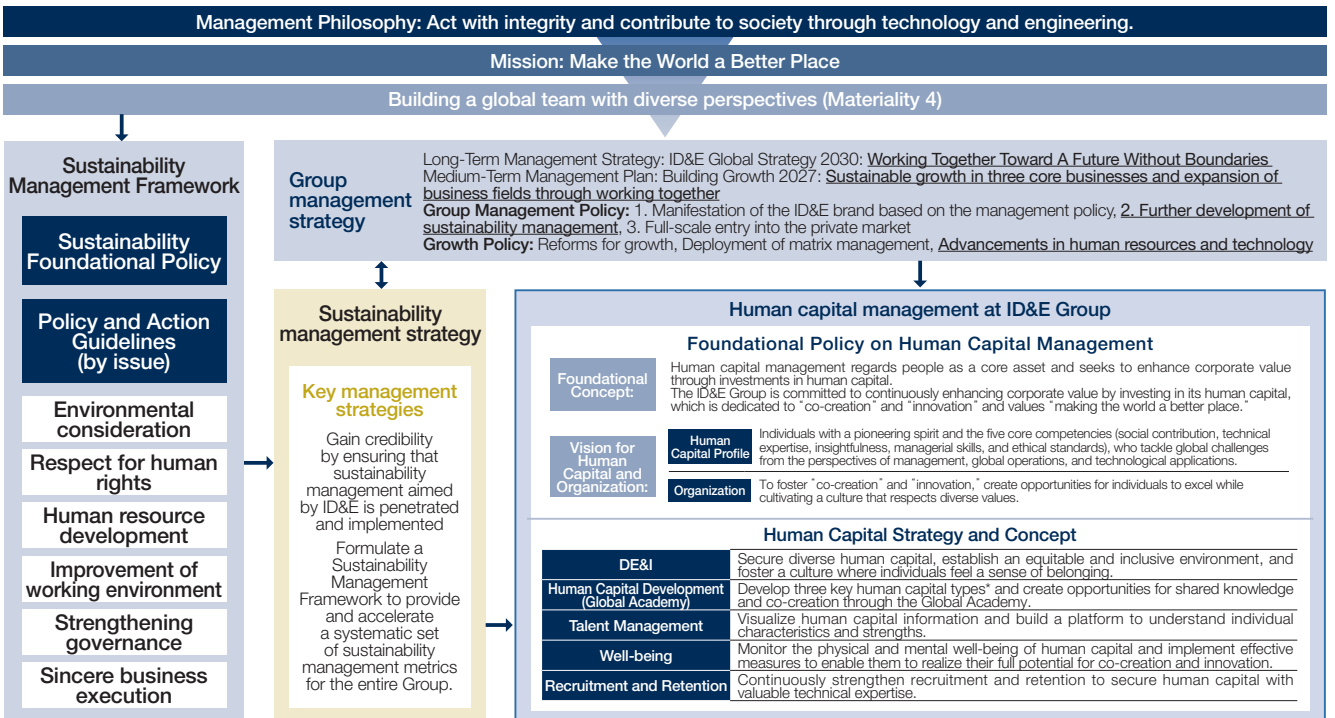 Management Philosophy: Act with integrity and contribute to society through technology and engineering.
Mission: Make the World a Better Place
Building a global team with diverse perspectives (Materiality 4)
Sustainability
Management Framework
Sustainability
Foundational Policy
Policy and Action
Guidelines
(by issue)
Environmental
consideration
Respect for human
rights
Human resource
development
Improvement of
working environment
Strengthening
governance
Sincere business
execution
Group
management
strategy
Long-Term Management Strategy: ID&E Global Strategy 2030: Working Together Toward A Future Without Boundaries
Medium-Term Management Plan: Building Growth 2027: Sustainable growth in three core businesses and expansion of
business fields through working together
Group Management Policy: 1. Manifestation of the ID&E brand based on the management policy, 2. Further development of
sustainability management, 3. Full-scale entry into the private market
Growth Policy: Reforms for growth, Deployment of matrix management, Advancements in human resources and technology
Sustainability
management strategy
Key management
strategies
Gain credibility
by ensuring that
sustainability
management aimed
by ID&E is penetrated
and implemented
Formulate a
Sustainability
Management
Framework to provide
and accelerate
a systematic set
of sustainability
management metrics
for the entire Group.
Human capital management at ID&E Group
Foundational Policy on Human Capital Management
Foundational
Concept:
Human capital management regards people as a core asset and seeks to enhance corporate value
through investments in human capital.
The ID&E Group is committed to continuously enhancing corporate value by investing in its human capital,
which is dedicated to "co-creation" and "innovation" and values "making the world a better place."
Vision for
Human
Capital and
Organization:
Human
Capital Profile
Individuals with a pioneering spirit and the five core competencies (social contribution, technical
expertise, insightfulness, managerial skills, and ethical standards), who tackle global challenges
from the perspectives of management, global operations, and technological applications.
Organization
To foster "co-creation" and "innovation," create opportunities for individuals to excel while
cultivating a culture that respects diverse values.
Human Capital Strategy and Concept
DE&I
Secure diverse human capital, establish an equitable and inclusive environment, and
foster a culture where individuals feel a sense of belonging.
Human Capital Development
(Global Academy)
Develop three key human capital types* and create opportunities for shared knowledge
and co-creation through the Global Academy.
Talent Management
Visualize human capital information and build a platform to understand individual
characteristics and strengths.
Well-being
Monitor the physical and mental well-being of human capital and implement effective
measures to enable them to realize their full potential for co-creation and innovation.
Recruitment and Retention
Continuously strengthen recruitment and retention to secure human capital with
valuable technical expertise.